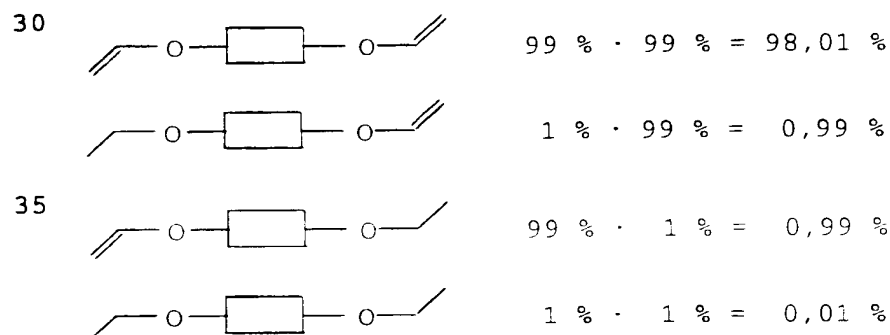 30
O O 99 % · 99 % = 98,01 %
O O 1 % · 99 % = 0,99 %
35
O O 99 % · 1 % = 0,99 %
O O 1 % · 1 % = 0,01 %